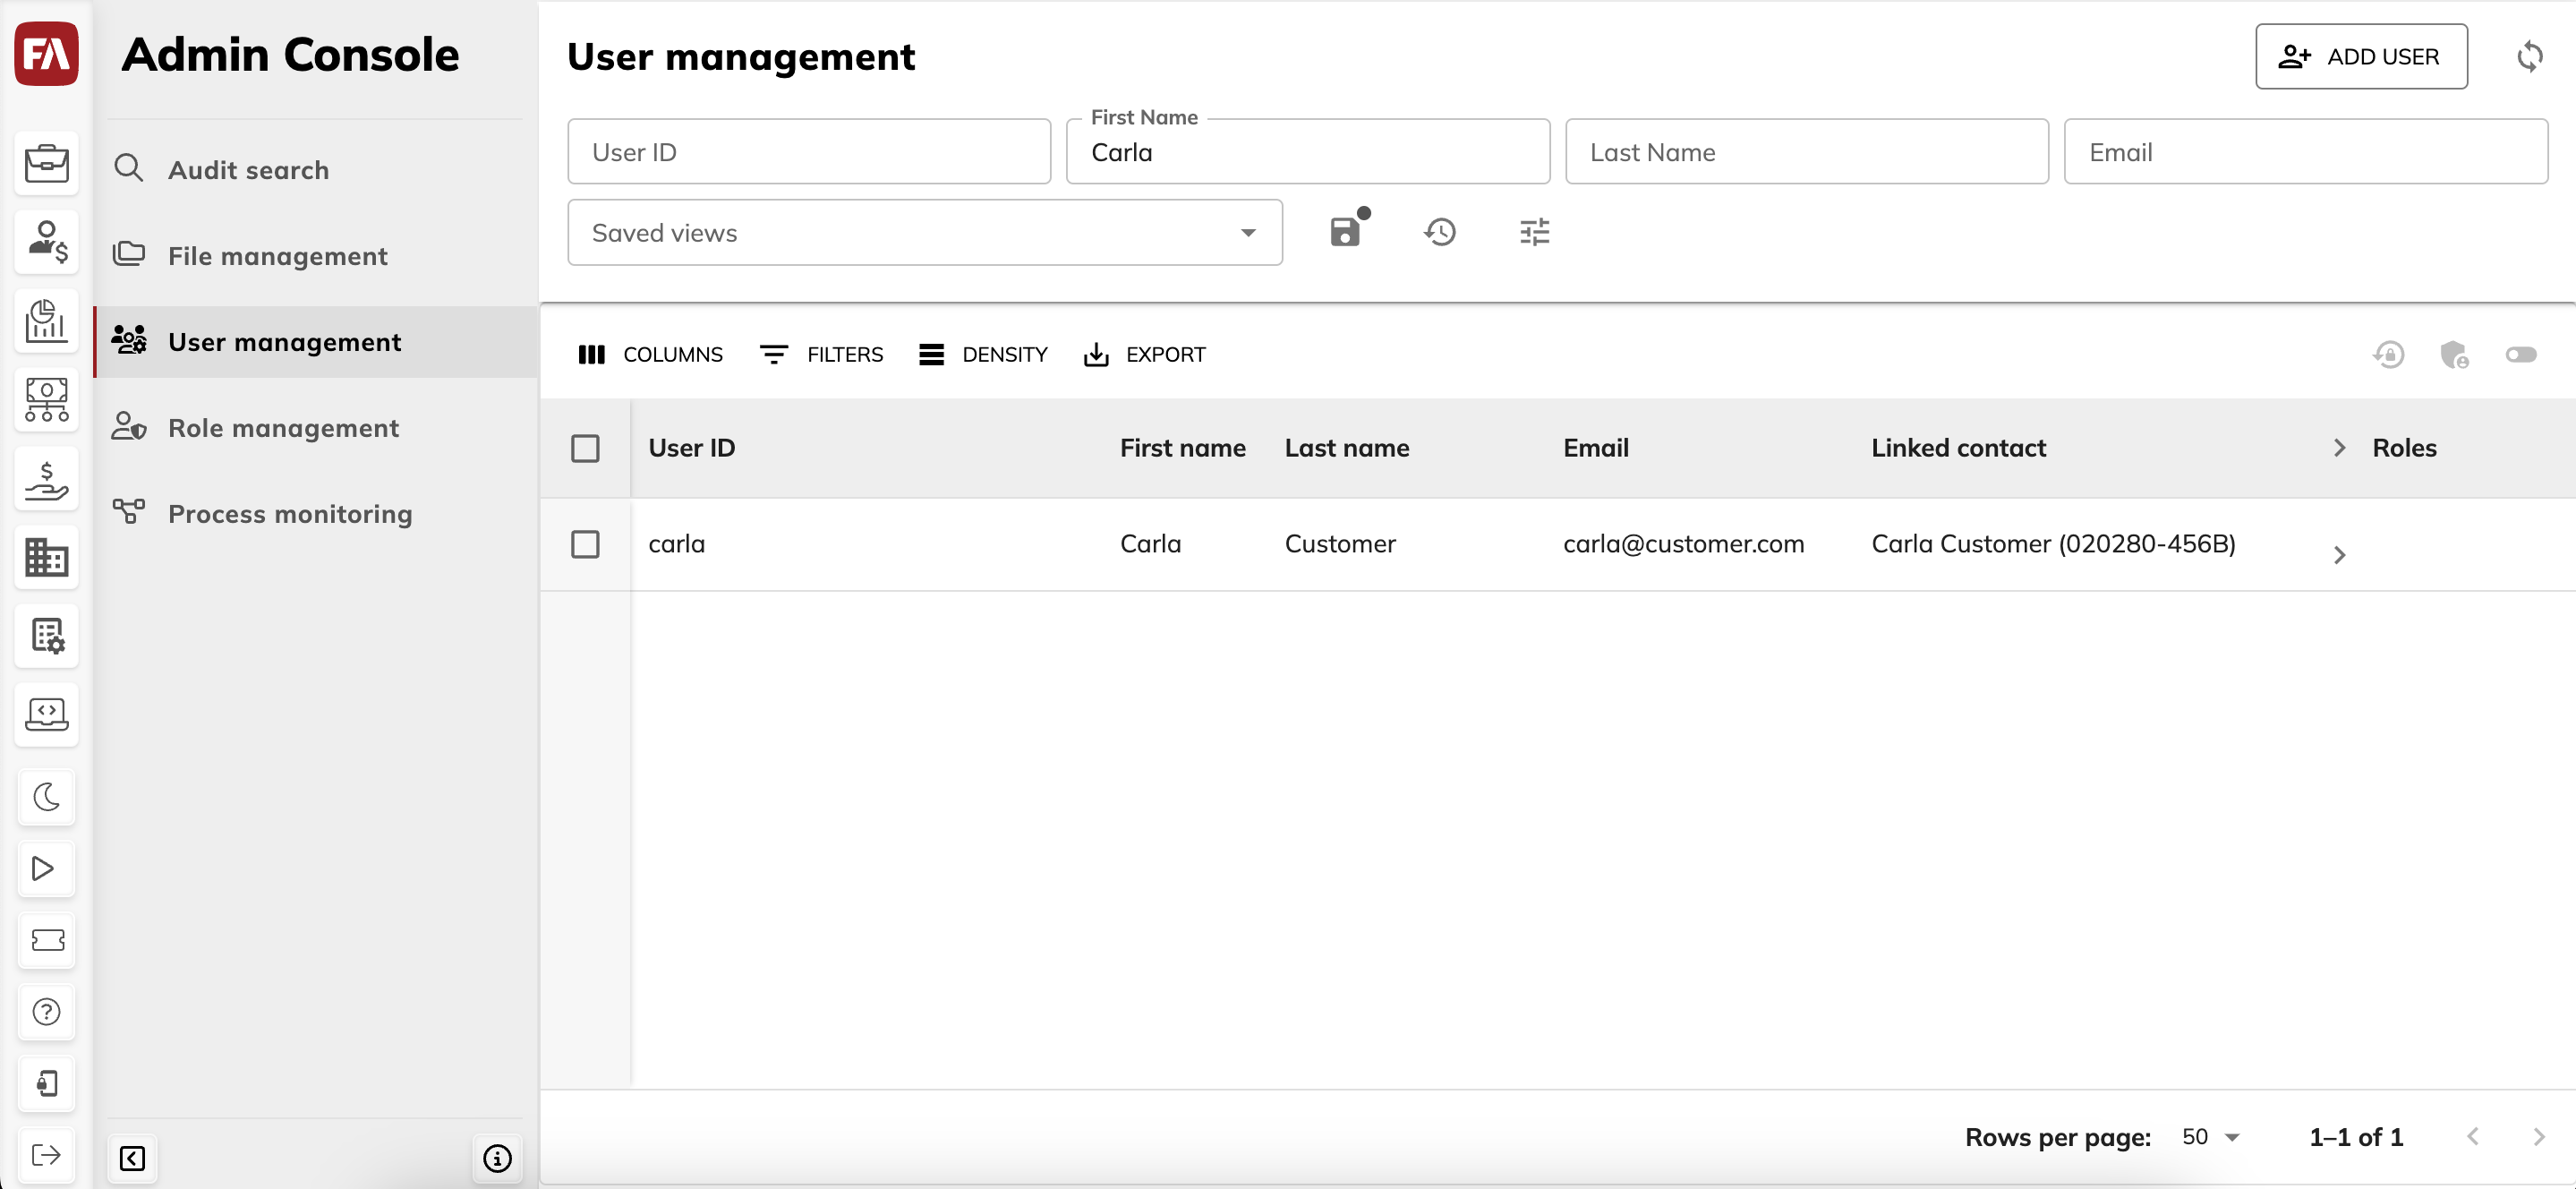 FA
Admin Console
Audit search
File management
User management
Role management
Process monitoring
User management
ADD USER
User ID
First Name
Carla
Last Name
Email
Saved views
COLUMNS
FILTERS
DENSITY
EXPORT
User ID First name Last name Email Linked contact Roles
carla Carla Customer carla@customer.com Carla Customer (020280-456B)
Rows per page: 50 1–1 of 1